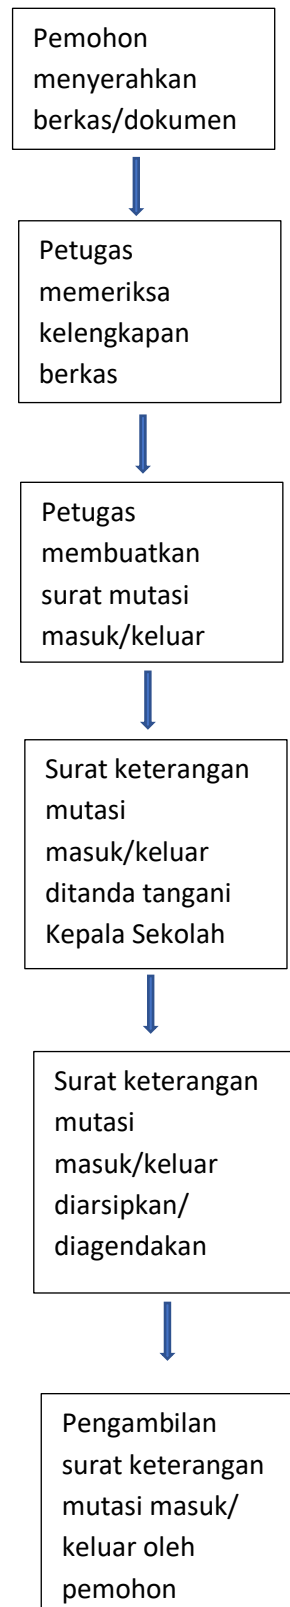 Pemohon
menyerahkan
berkas/dokumen
Petugas
memeriksa
kelengkapan
berkas
Petugas
membuatkan
surat mutasi
masuk/keluar
Surat keterangan
mutasi
masuk/keluar
ditanda tangani
Kepala Sekolah
Surat keterangan
mutasi
masuk/keluar
diarsipkan/
diagendakan
Pengambilan
surat keterangan
mutasi masuk/
keluar oleh
pemohon